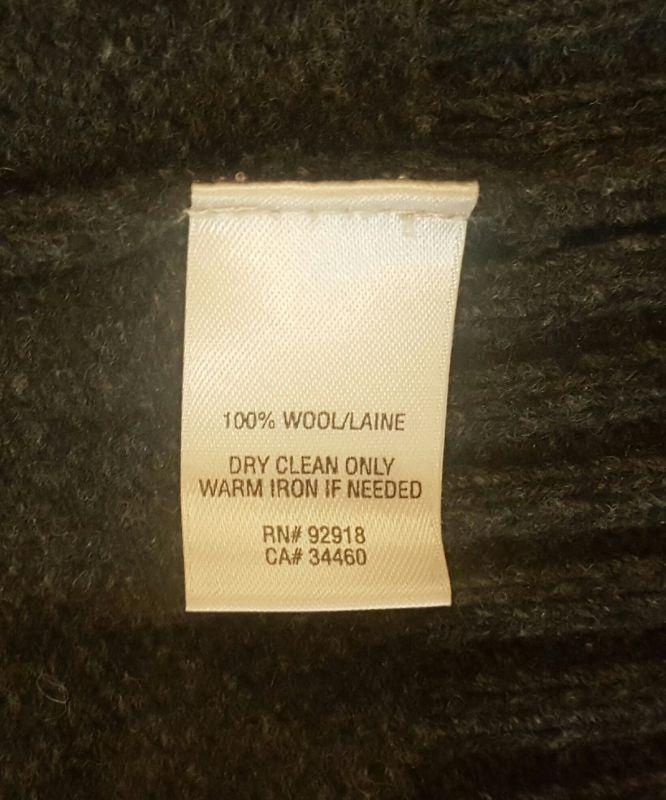 100% WOOL/LAINE
DRY CLEAN ONLY
WARM IRON IF NEEDED
RN# 92918
CA# 34460